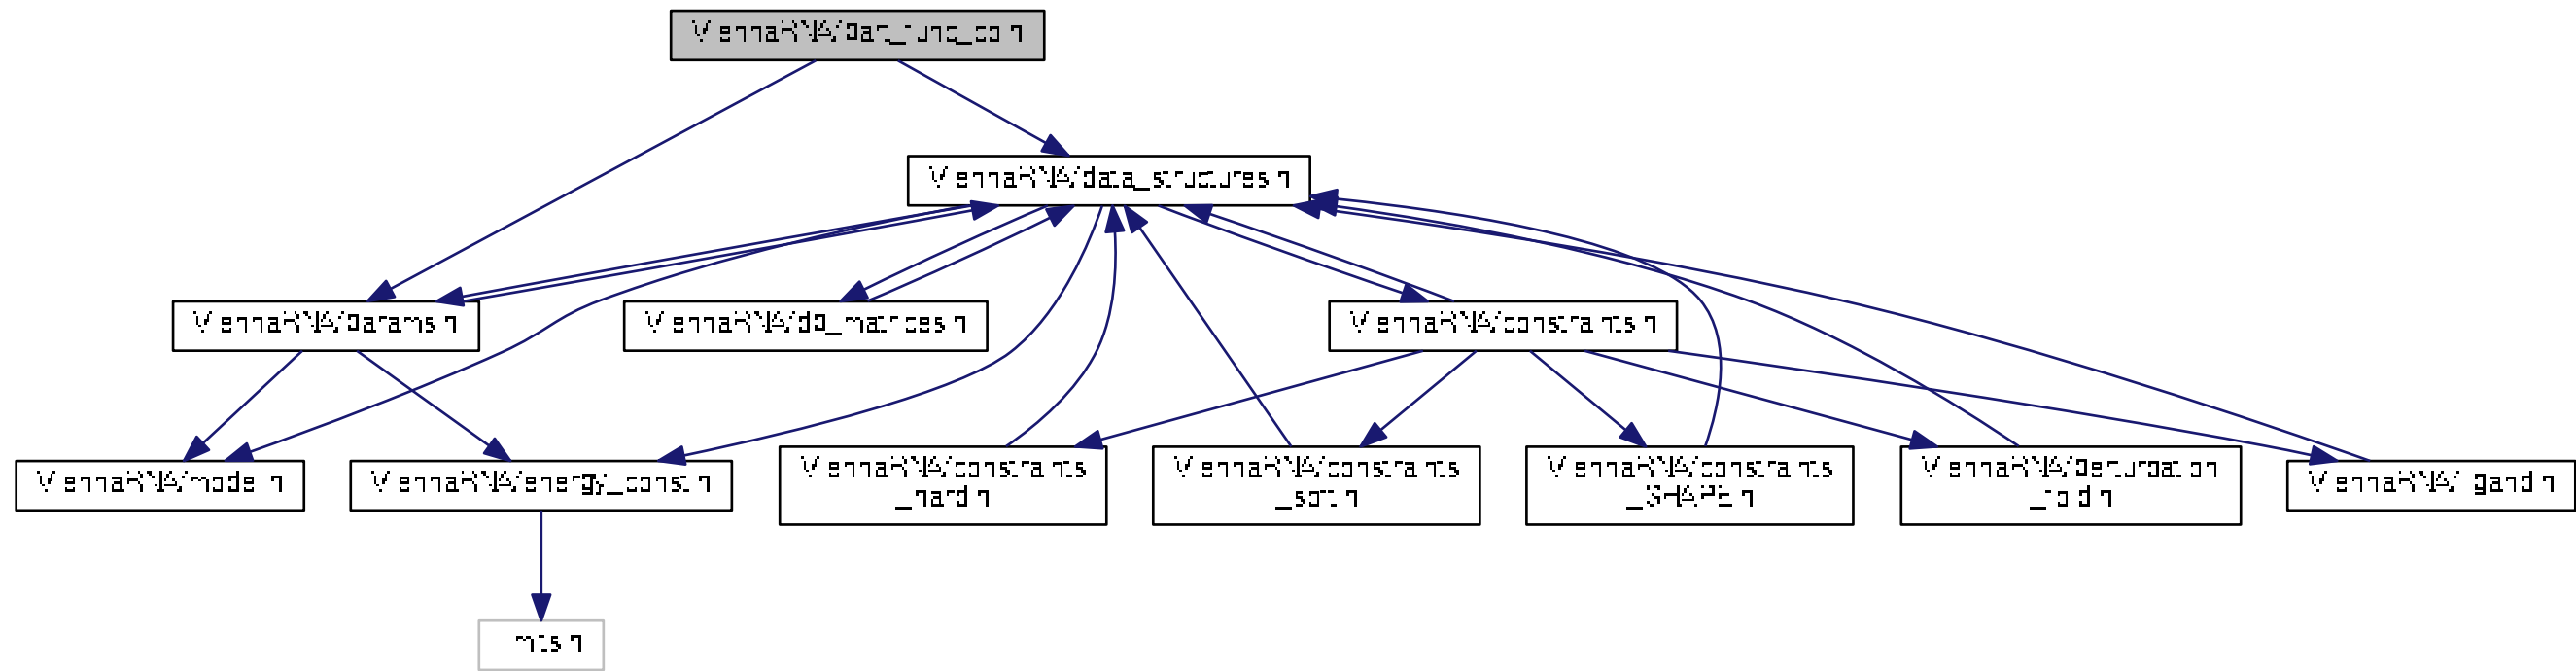 ViennaRNA/part_func_co.h
ViennaRNA/data_structures.h
ViennaRNA/params.h
ViennaRNA/dp_matrices.h
ViennaRNA/constraints.h
ViennaRNA/model.h
ViennaRNA/energy_const.h
ViennaRNA/constraints
_hard.h
ViennaRNA/constraints
_soft.h
ViennaRNA/constraints
_SHAPE.h
ViennaRNA/perturbation
_fold.h
ViennaRNA/ligand.h
limits.h